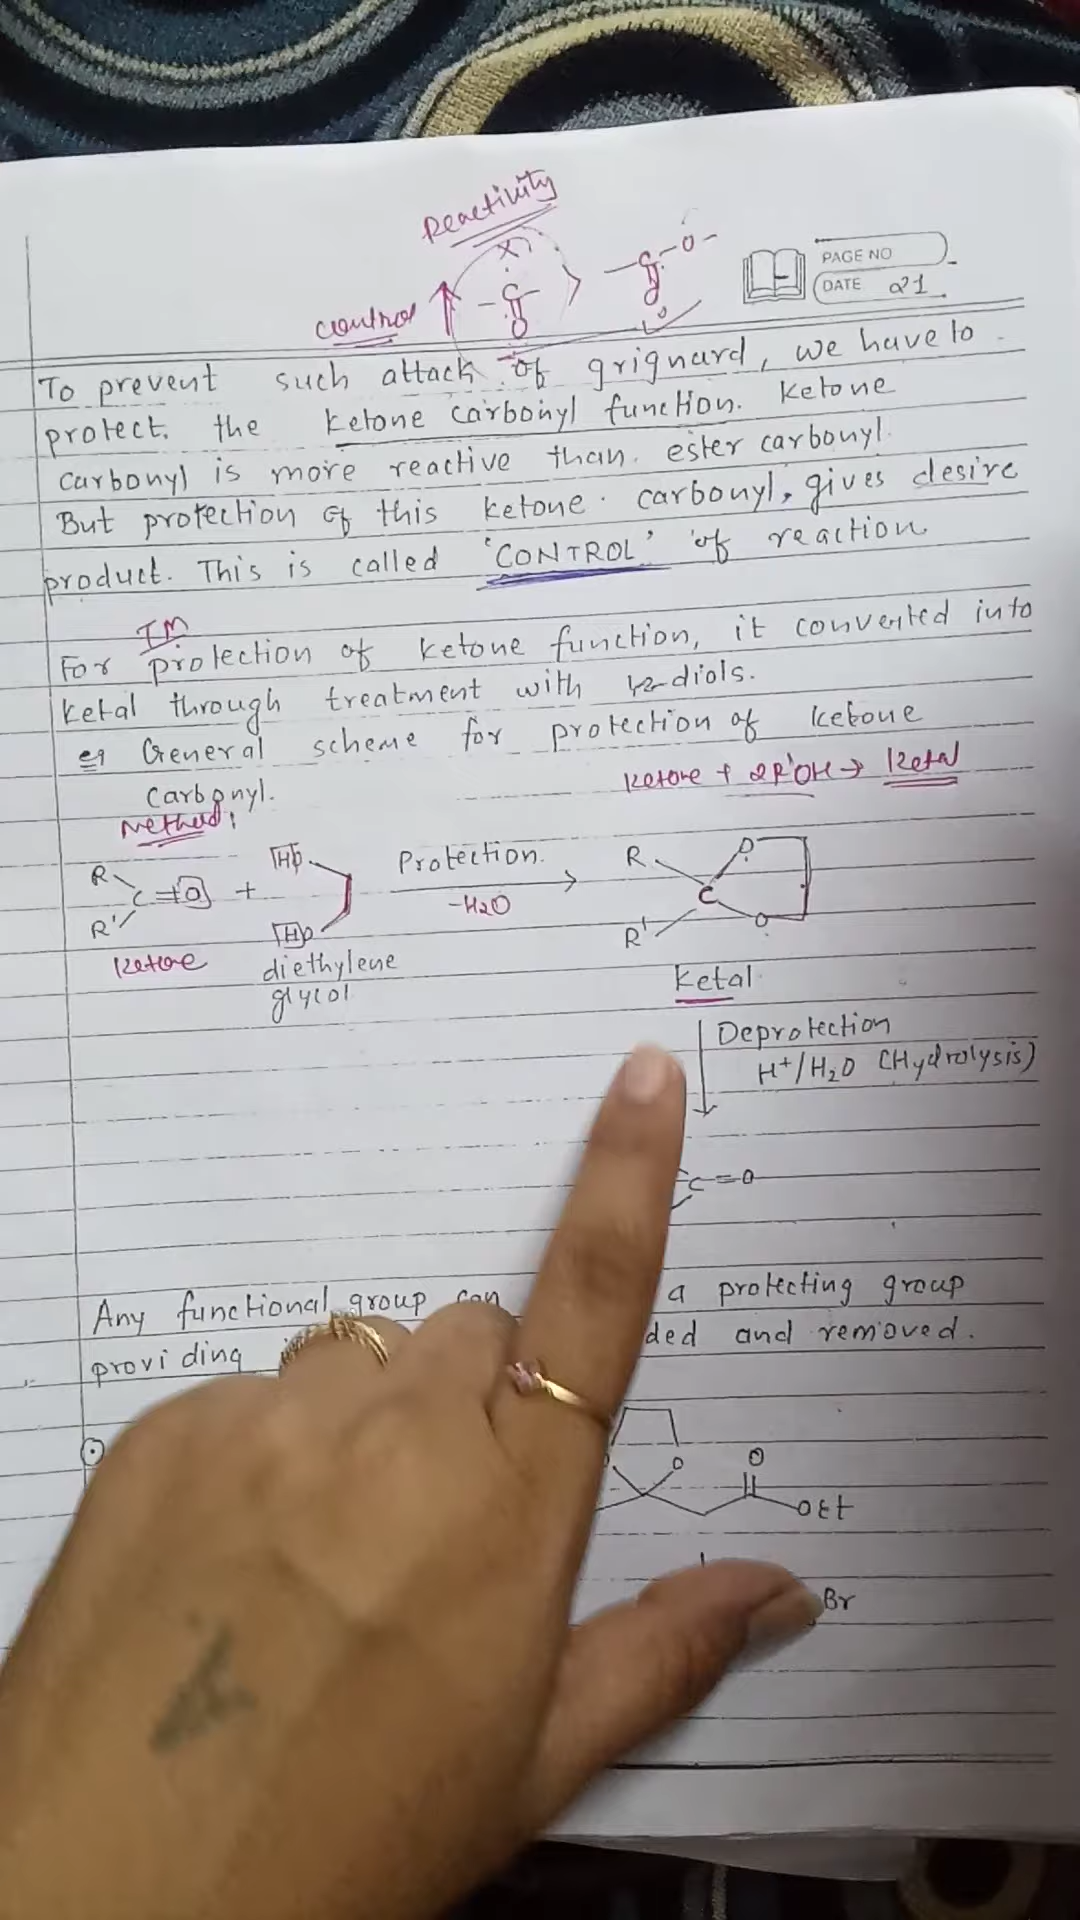 Reactivity
PAGE NO
DATE 21
control
To prevent such attack of grignard, we have to
protect. the ketone carbonyl function. Ketone
carbonyl is more reactive than. ester carbonyl.
But protection of this ketone. carbonyl, gives desire
product. This is called 'CONTROL' of reaction
IM
For protection of ketone function, it converted into
ketal through treatment with diols.
eg General scheme for protection of ketone
carbonyl.
Ketone + 2R'OH → Ketal
Method:
R R' C=O + HO HO Protection. -H2O R R' C O O
Ketone diethylene glycol
Ketal
Deprotection
H+/H2O (Hydrolysis)
C=O
Any functional group can a protecting group
providing ded and removed.
O O
OEt
Br